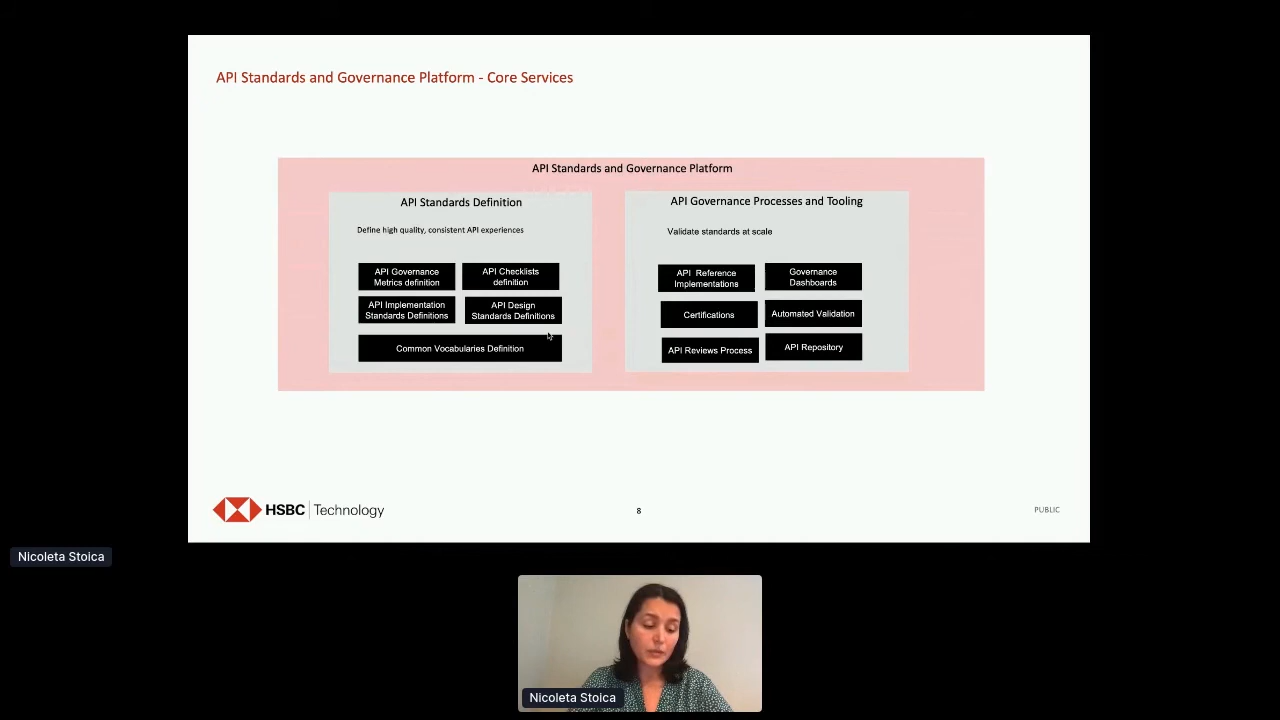 API Standards and Governance Platform - Core Services
API Standards and Governance Platform
API Standards Definition
Define high quality, consistent API experiences
API Governance
Metrics definition
API Checklists
definition
API Implementation
Standards Definitions
API Design
Standards Definitions
Common Vocabularies Definition
API Governance Processes and Tooling
Validate standards at scale
API Reference
Implementations
Governance
Dashboards
Certifications
Automated Validation
API Reviews Process
API Repository
HSBC Technology
8
PUBLIC
Nicoleta Stoica
Nicoleta Stoica